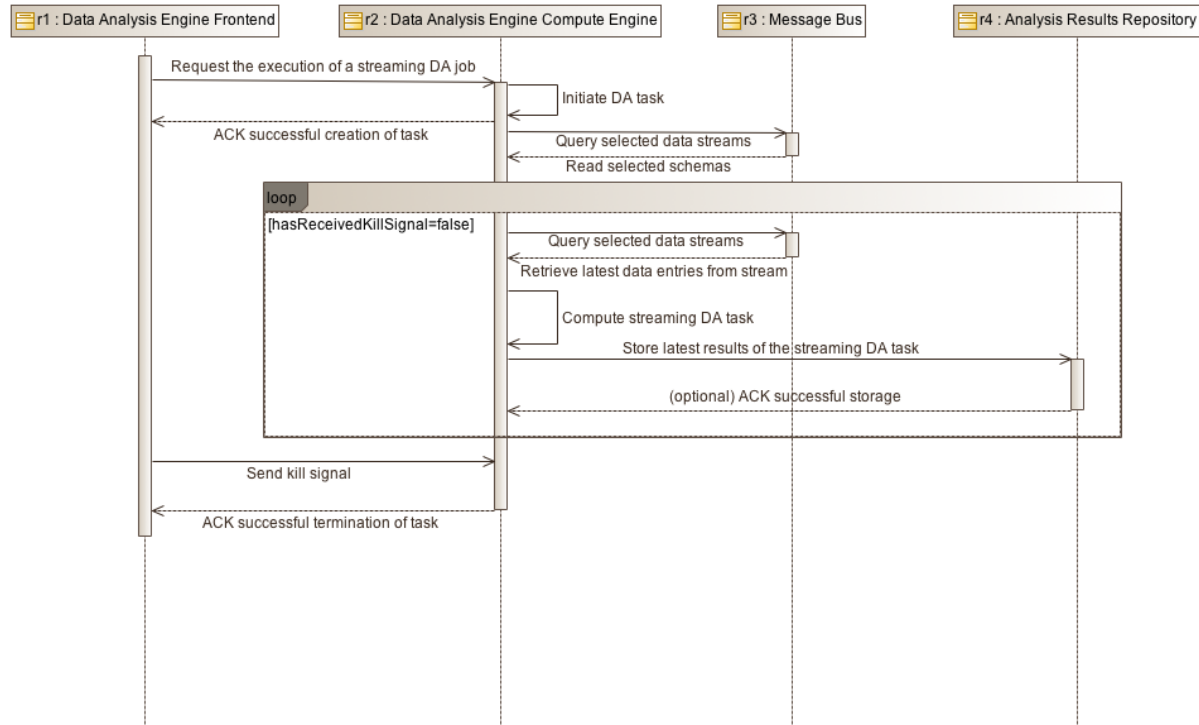 r1 : Data Analysis Engine Frontend
r2 : Data Analysis Engine Compute Engine
r3 : Message Bus
r4 : Analysis Results Repository
Request the execution of a streaming DA job
Initiate DA task
ACK successful creation of task
Query selected data streams
Read selected schemas
loop
[hasReceivedKillSignal=false]
Query selected data streams
Retrieve latest data entries from stream
Compute streaming DA task
Store latest results of the streaming DA task
(optional) ACK successful storage
Send kill signal
ACK successful termination of task